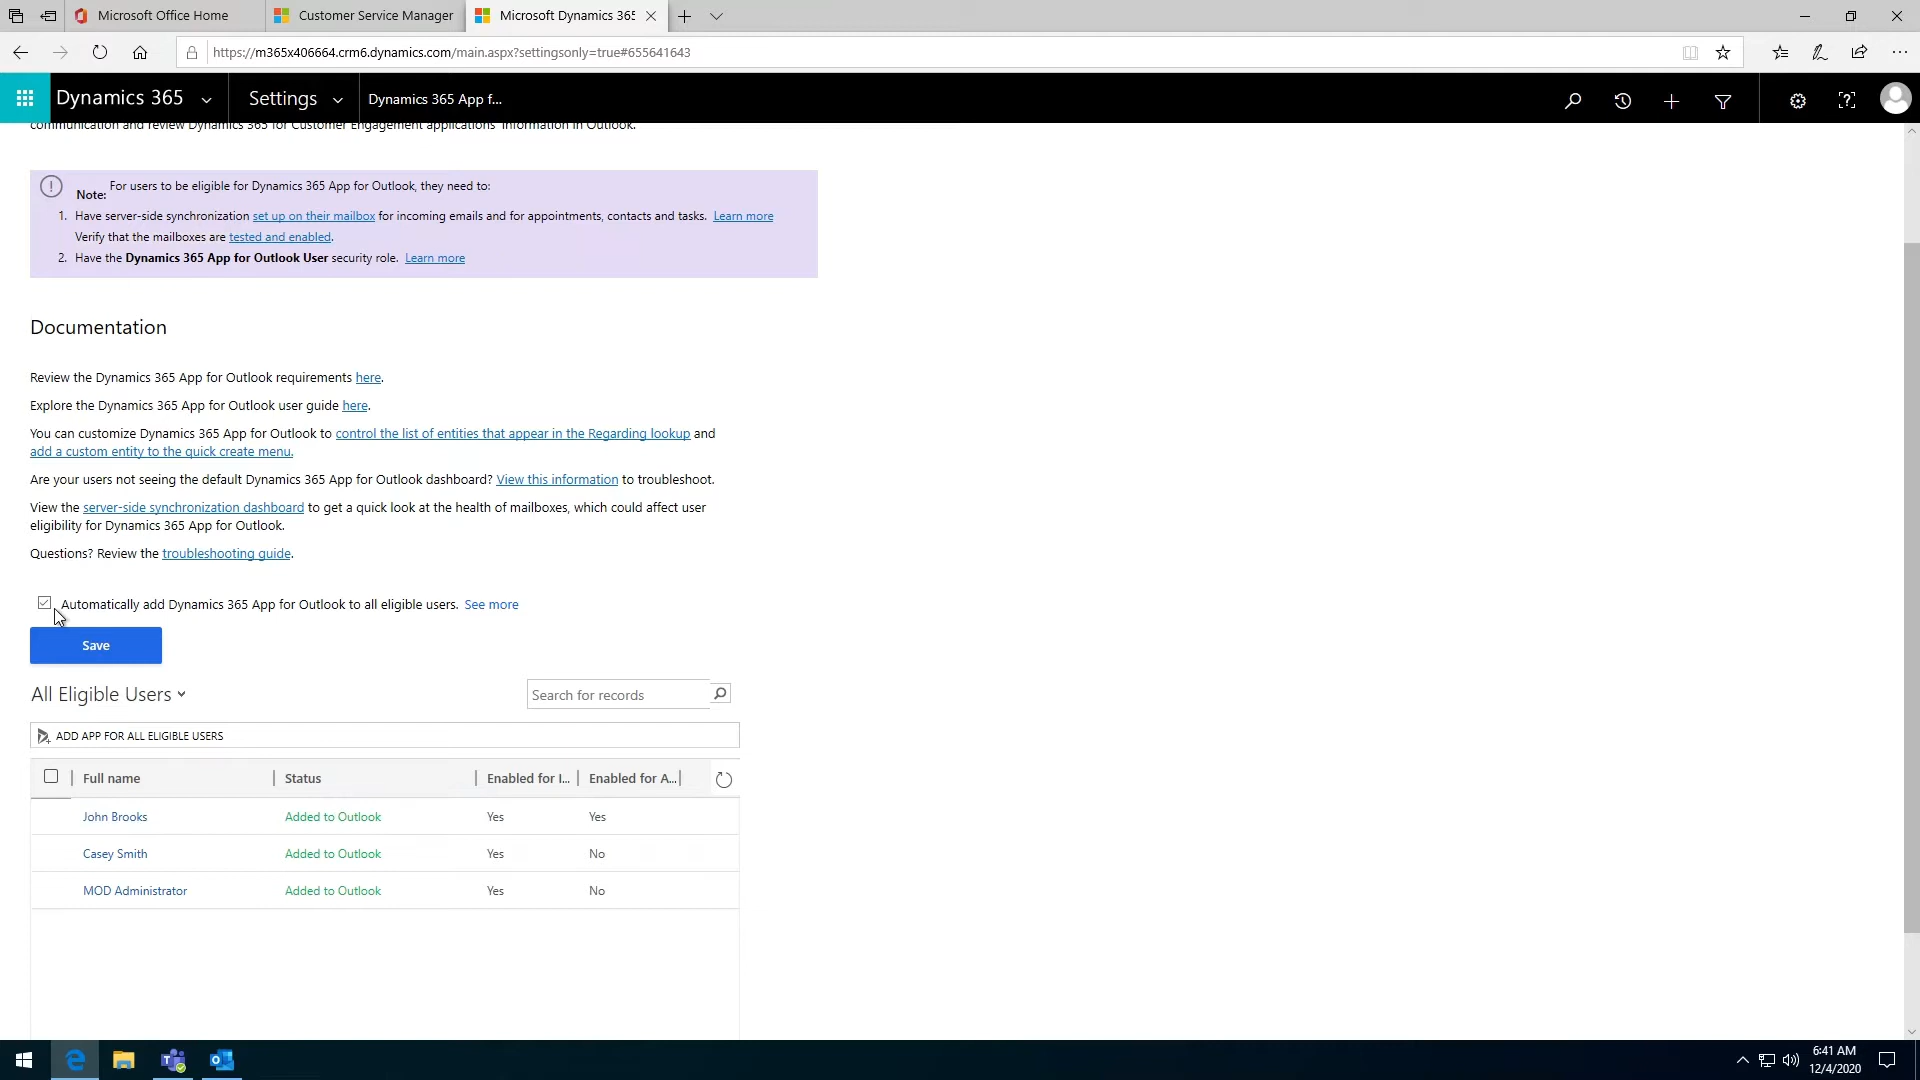 Microsoft Office Home
Customer Service Manager
Microsoft Dynamics 365
https://m365x406664.crm6.dynamics.com/main.aspx?settingsonly=true#655641643
Dynamics 365
Settings
Dynamics 365 App f...
communication and review Dynamics 365 for Customer Engagement applications' information in Outlook.
Note: For users to be eligible for Dynamics 365 App for Outlook, they need to:
1. Have server-side synchronization set up on their mailbox for incoming emails and for appointments, contacts and tasks. Learn more
Verify that the mailboxes are tested and enabled.
2. Have the Dynamics 365 App for Outlook User security role. Learn more
Documentation
Review the Dynamics 365 App for Outlook requirements here.
Explore the Dynamics 365 App for Outlook user guide here.
You can customize Dynamics 365 App for Outlook to control the list of entities that appear in the Regarding lookup and
add a custom entity to the quick create menu.
Are your users not seeing the default Dynamics 365 App for Outlook dashboard? View this information to troubleshoot.
View the server-side synchronization dashboard to get a quick look at the health of mailboxes, which could affect user
eligibility for Dynamics 365 App for Outlook.
Questions? Review the troubleshooting guide.
Automatically add Dynamics 365 App for Outlook to all eligible users. See more
Save
All Eligible Users
Search for records
ADD APP FOR ALL ELIGIBLE USERS
Full name Status Enabled for I... Enabled for A...
John Brooks Added to Outlook Yes Yes
Casey Smith Added to Outlook Yes No
MOD Administrator Added to Outlook Yes No
6:41 AM
12/4/2020